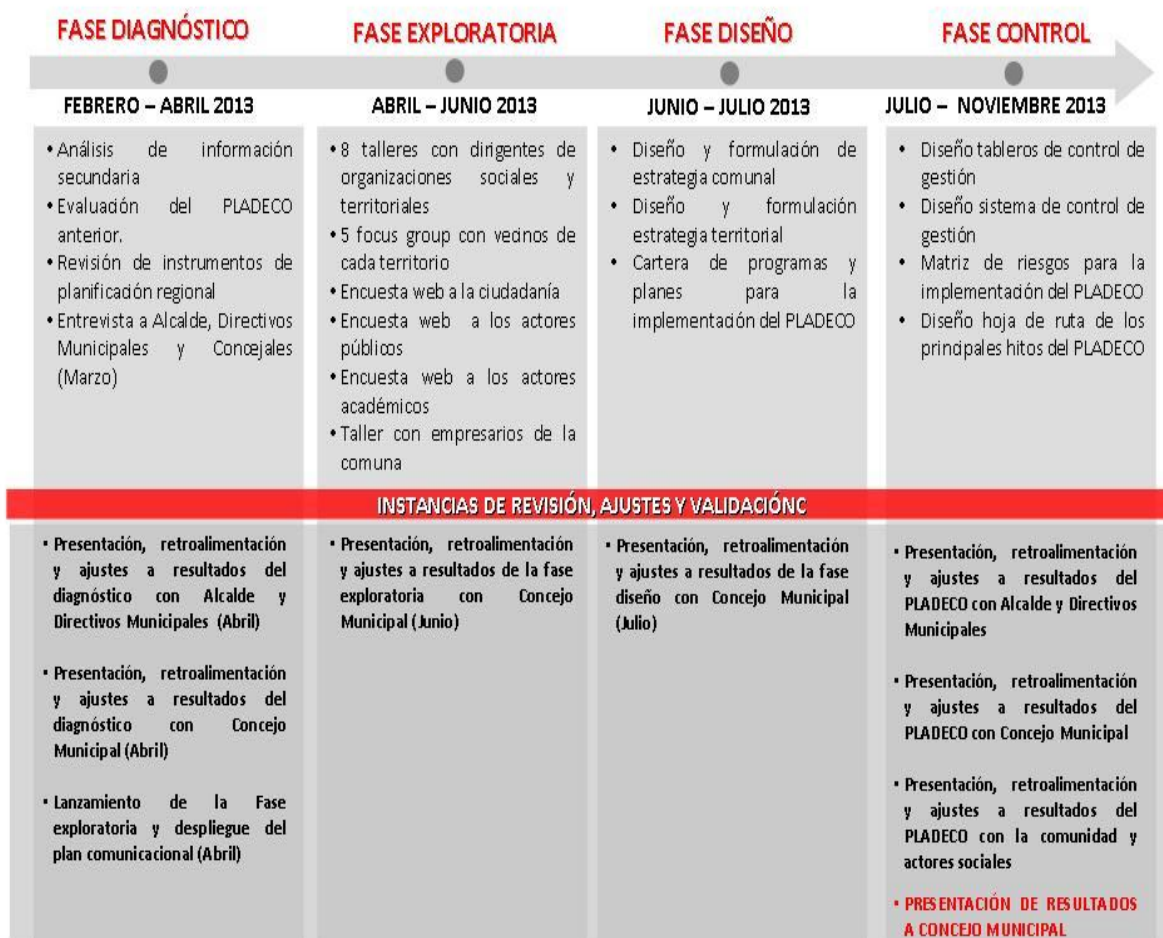 FASE DIAGNÓSTICO
FEBRERO – ABRIL 2013
• Análisis de información
secundaria
• Evaluación del PLADECO
anterior.
• Revisión de instrumentos de
planificación regional
• Entrevista a Alcalde, Directivos
Municipales y Concejales
(Marzo)
FASE EXPLORATORIA
ABRIL – JUNIO 2013
• 8 talleres con dirigentes de
organizaciones sociales y
territoriales
• 5 focus group con vecinos de
cada territorio
• Encuesta web a la ciudadanía
• Encuesta web a los actores
públicos
• Encuesta web a los actores
académicos
• Taller con empresarios de la
comuna
FASE DISEÑO
JUNIO – JULIO 2013
• Diseño y formulación de
estrategia comunal
• Diseño y formulación
estrategia territorial
• Cartera de programas y
planes para la
implementación del PLADECO
FASE CONTROL
JULIO – NOVIEMBRE 2013
• Diseño tableros de control de
gestión
• Diseño sistema de control de
gestión
• Matriz de riesgos para la
implementación del PLADECO
• Diseño hoja de ruta de los
principales hitos del PLADECO
INSTANCIAS DE REVISIÓN, AJUSTES Y VALIDACIÓNC
▪ Presentación, retroalimentación
y ajustes a resultados del
diagnóstico con Alcalde y
Directivos Municipales (Abril)
▪ Presentación, retroalimentación
y ajustes a resultados del
diagnóstico con Concejo
Municipal (Abril)
▪ Lanzamiento de la Fase
exploratoria y despliegue del
plan comunicacional (Abril)
▪ Presentación, retroalimentación
y ajustes a resultados de la fase
exploratoria con Concejo
Municipal (Junio)
▪ Presentación, retroalimentación
y ajustes a resultados de la fase
diseño con Concejo Municipal
(Julio)
▪ Presentación, retroalimentación
y ajustes a resultados del
PLADECO con Alcalde y Directivos
Municipales
▪ Presentación, retroalimentación
y ajustes a resultados del
PLADECO con Concejo Municipal
▪ Presentación, retroalimentación
y ajustes a resultados del
PLADECO con la comunidad y
actores sociales
▪ PRESENTACIÓN DE RESULTADOS
A CONCEJO MUNICIPAL